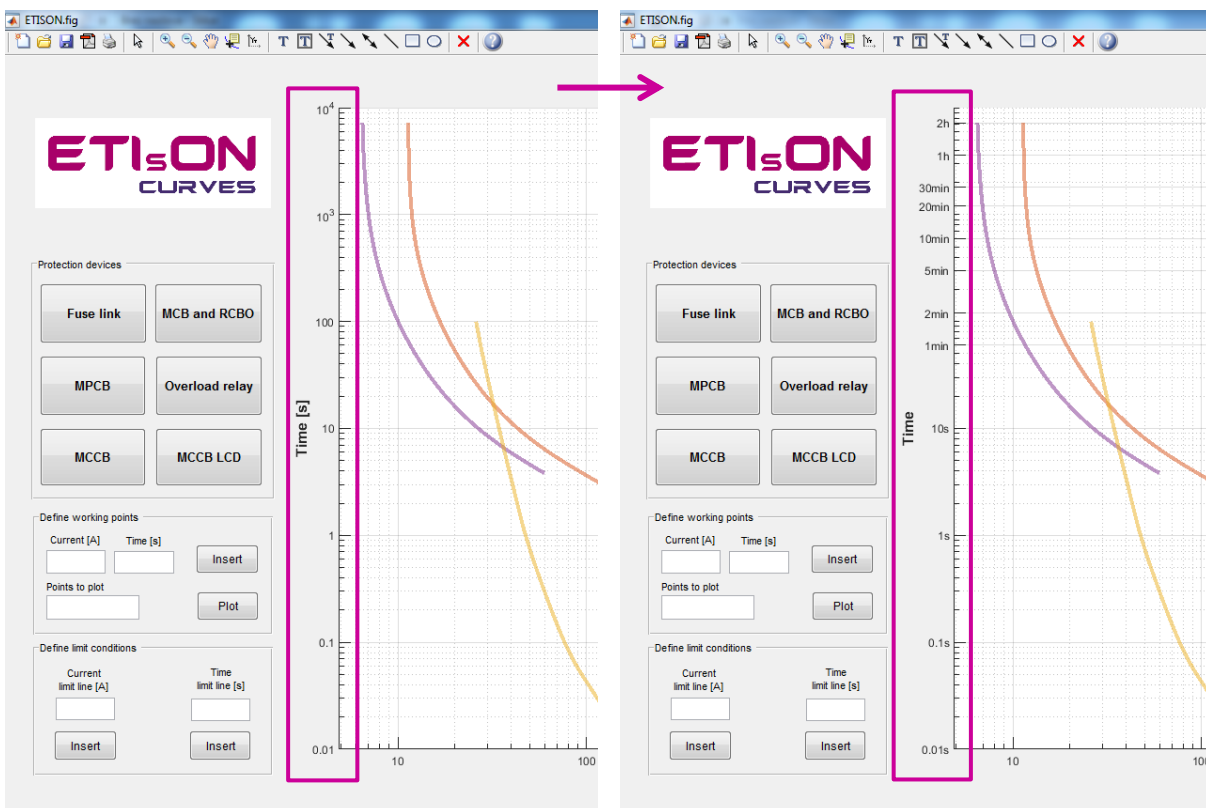 ETISON.fig
T T
ETIsON
CURVES
Protection devices
Fuse link
MCB and RCBO
MPCB
Overload relay
MCCB
MCCB LCD
Define working points
Current [A]
Time [s]
Insert
Points to plot
Plot
Define limit conditions
Current
limit line [A]
Time
limit line [s]
Insert
Insert
Time [s]
10⁴
10³
100
10
1
0.1
0.01
10
100
ETISON.fig
T T
ETIsON
CURVES
Protection devices
Fuse link
MCB and RCBO
MPCB
Overload relay
MCCB
MCCB LCD
Define working points
Current [A]
Time [s]
Insert
Points to plot
Plot
Define limit conditions
Current
limit line [A]
Time
limit line [s]
Insert
Insert
Time
2h
1h
30min
20min
10min
5min
2min
1min
10s
1s
0.1s
0.01s
10